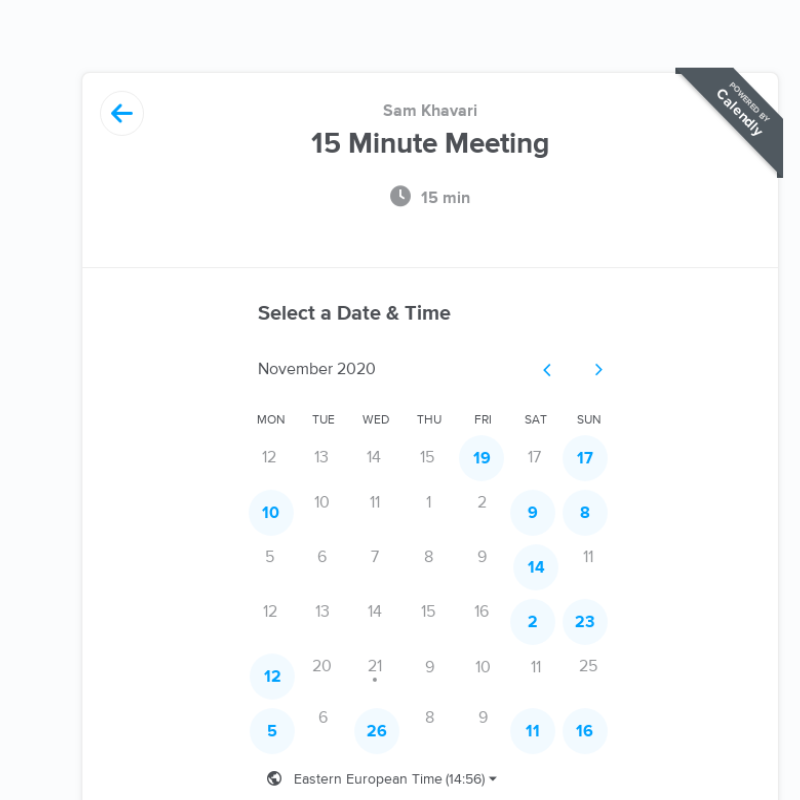 POWERED BY
Calendly
Sam Khavari
15 Minute Meeting
15 min
Select a Date & Time
November 2020
MON TUE WED THU FRI SAT SUN
12 13 14 15 19 17 17
10 10 11 1 2 9 8
5 6 7 8 9 14 11
12 13 14 15 16 2 23
12 20 21 9 10 11 25
5 6 26 8 9 11 16
Eastern European Time (14:56)